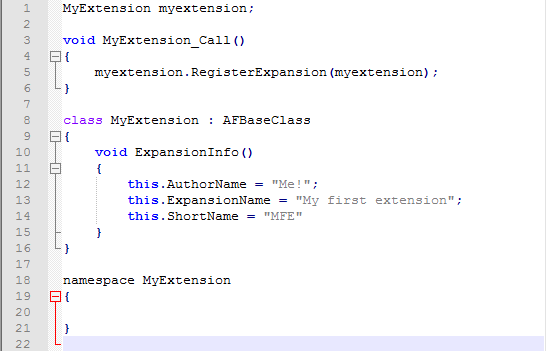 1 MyExtension myextension;
2
3 void MyExtension_Call()
4 {
5 myextension.RegisterExpansion(myextension);
6 }
7
8 class MyExtension : AFBaseClass
9 {
10 void ExpansionInfo()
11 {
12 this.AuthorName = "Me!";
13 this.ExpansionName = "My first extension";
14 this.ShortName = "MFE"
15 }
16 }
17
18 namespace MyExtension
19 {
20
21 }
22